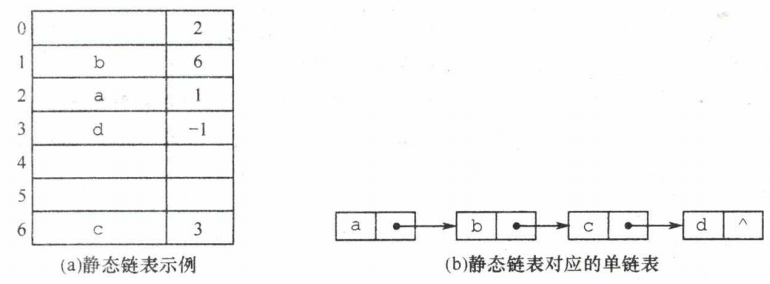 0 2
1 b 6
2 a 1
3 d −1
4
5
6 c 3
a b c d ^
(a)静态链表示例
(b)静态链表对应的单链表